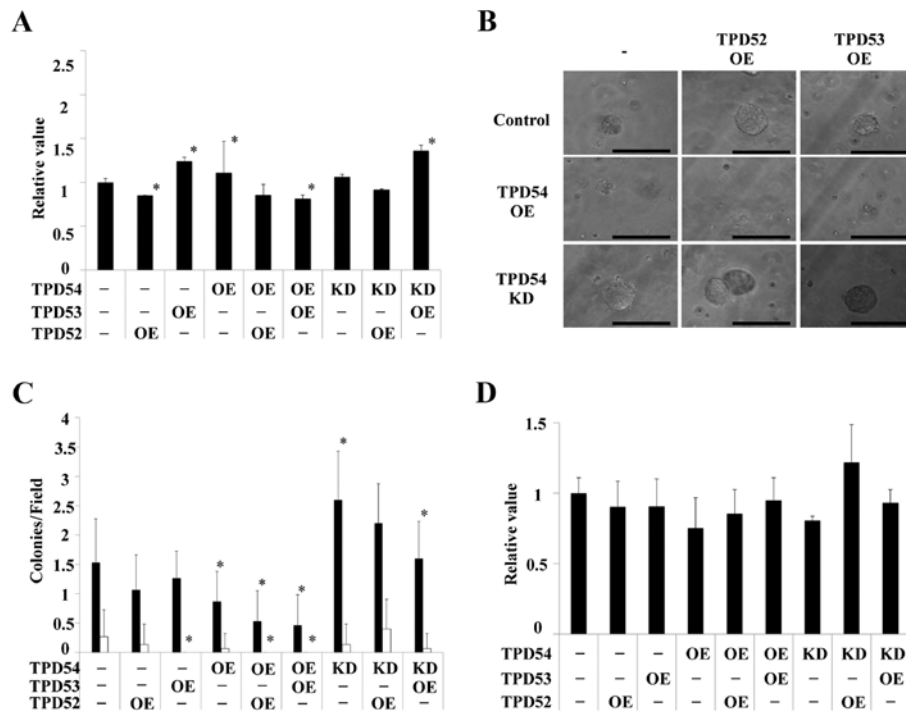 A
2.5
2
1.5
1
0.5
0
Relative value
* * * * *
TPD54 – – – OE OE OE KD KD KD
TPD53 – – OE – – OE – – OE
TPD52 – OE – – OE – – OE –
B
- TPD52 OE TPD53 OE
Control
TPD54 OE
TPD54 KD
C
4
3.5
3
2.5
2
1.5
1
0.5
0
Colonies/Field
* * * * * * * *
TPD54 – – – OE OE OE KD KD KD
TPD53 – – OE – – OE – – OE
TPD52 – OE – – OE – – OE –
D
1.5
1
0.5
0
Relative value
TPD54 – – – OE OE OE KD KD KD
TPD53 – – OE – – OE – – OE
TPD52 – OE – – OE – – OE –